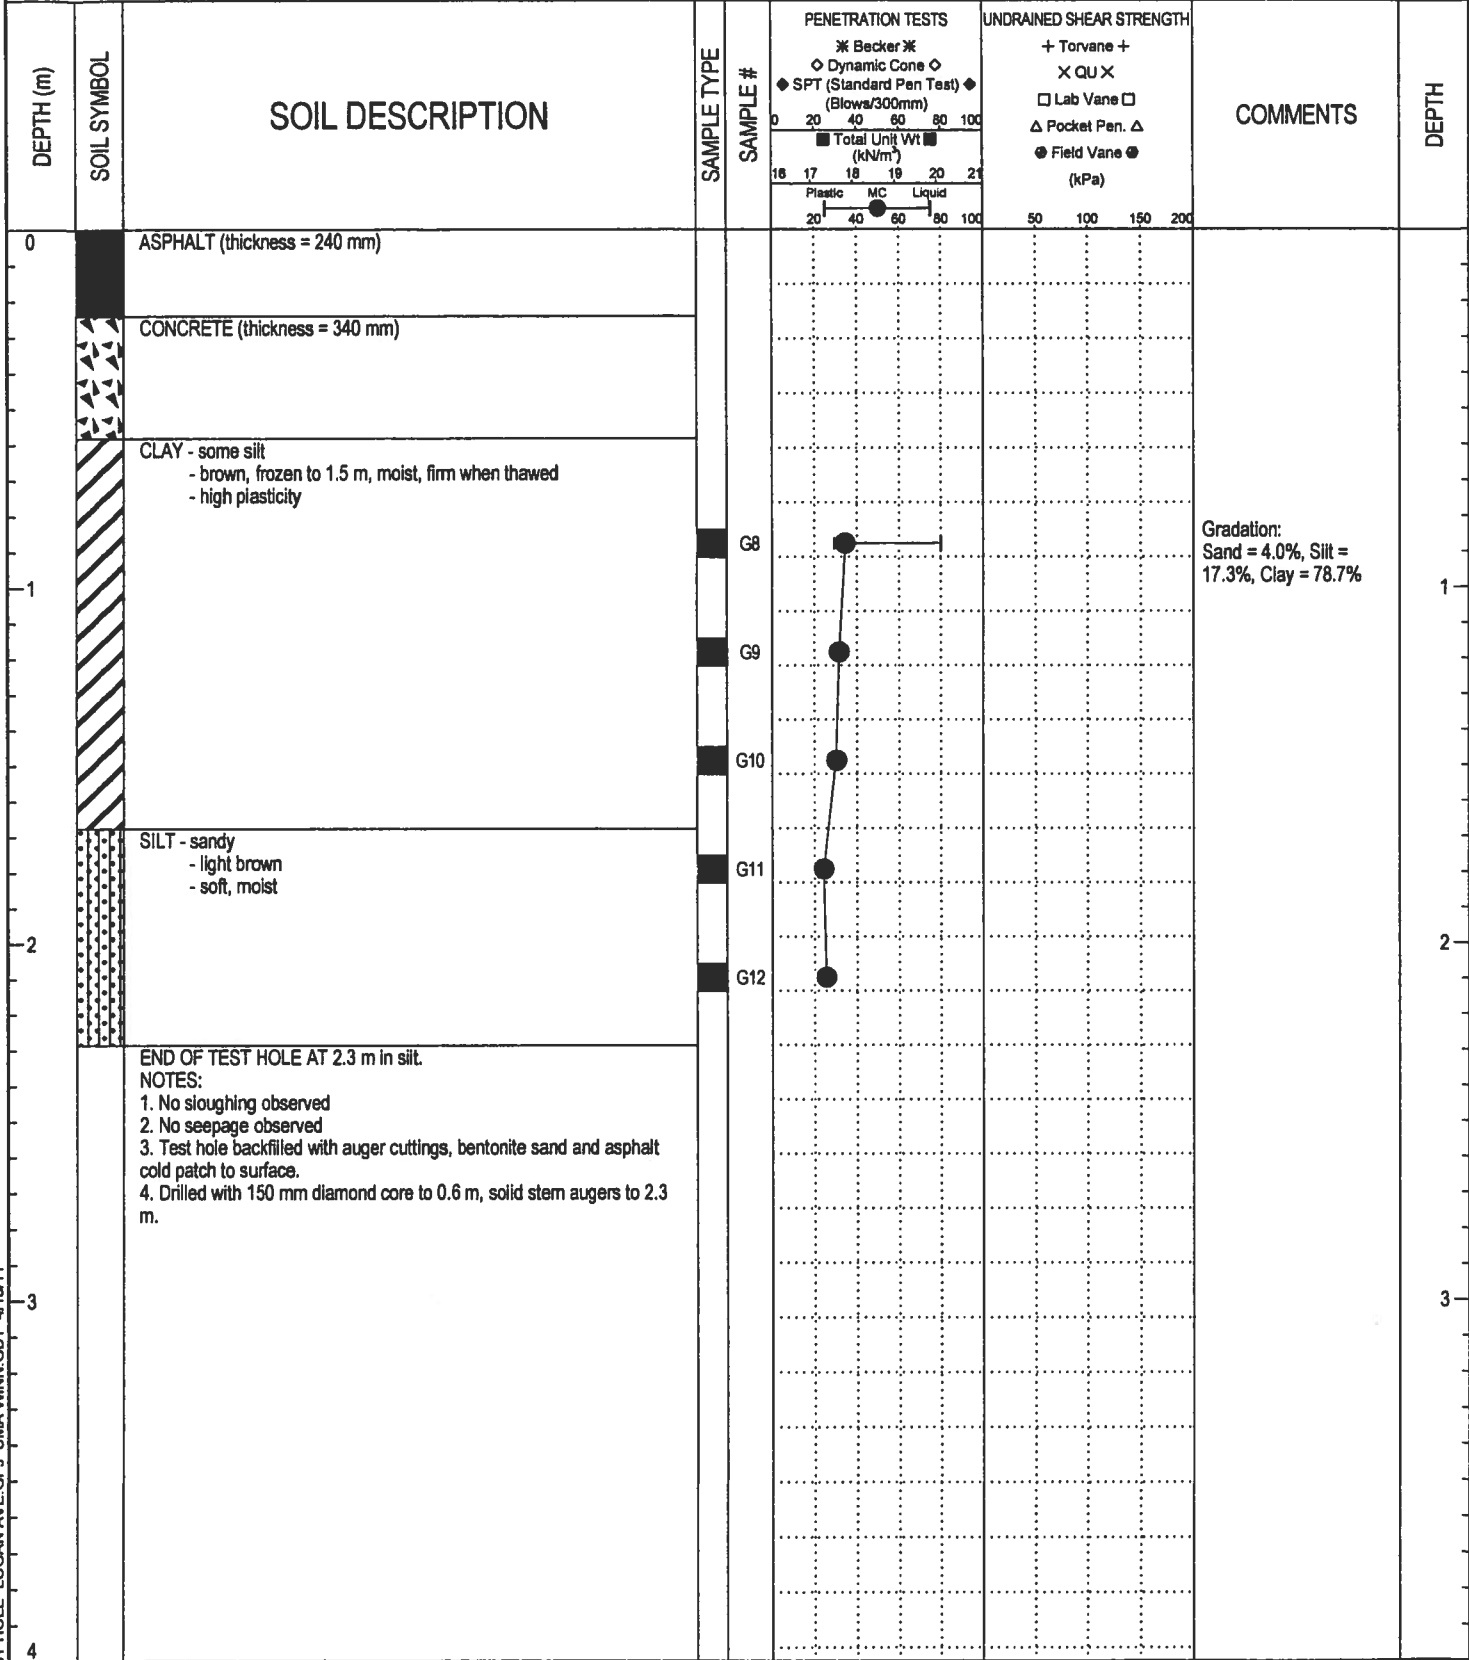 DEPTH (m)
SOIL SYMBOL
SOIL DESCRIPTION
SAMPLE TYPE
SAMPLE #
PENETRATION TESTS
✳ Becker ✳
◇ Dynamic Cone ◇
◆ SPT (Standard Pen Test) ◆
(Blows/300mm)
0 20 40 60 80 100
■ Total Unit Wt ■
(kN/m³)
16 17 18 19 20 21
Plastic MC Liquid
20 40 60 80 100
UNDRAINED SHEAR STRENGTH
+ Torvane +
✕ QU ✕
□ Lab Vane □
△ Pocket Pen. △
● Field Vane ●
(kPa)
50 100 150 200
COMMENTS
DEPTH
0
ASPHALT (thickness = 240 mm)
CONCRETE (thickness = 340 mm)
CLAY - some silt
- brown, frozen to 1.5 m, moist, firm when thawed
- high plasticity
G8
Gradation:
Sand = 4.0%, Silt =
17.3%, Clay = 78.7%
1
1
G9
G10
SILT - sandy
- light brown
- soft, moist
G11
2
2
G12
END OF TEST HOLE AT 2.3 m in silt.
NOTES:
1. No sloughing observed
2. No seepage observed
3. Test hole backfilled with auger cuttings, bentonite sand and asphalt
cold patch to surface.
4. Drilled with 150 mm diamond core to 0.6 m, solid stem augers to 2.3
m.
3
3
4